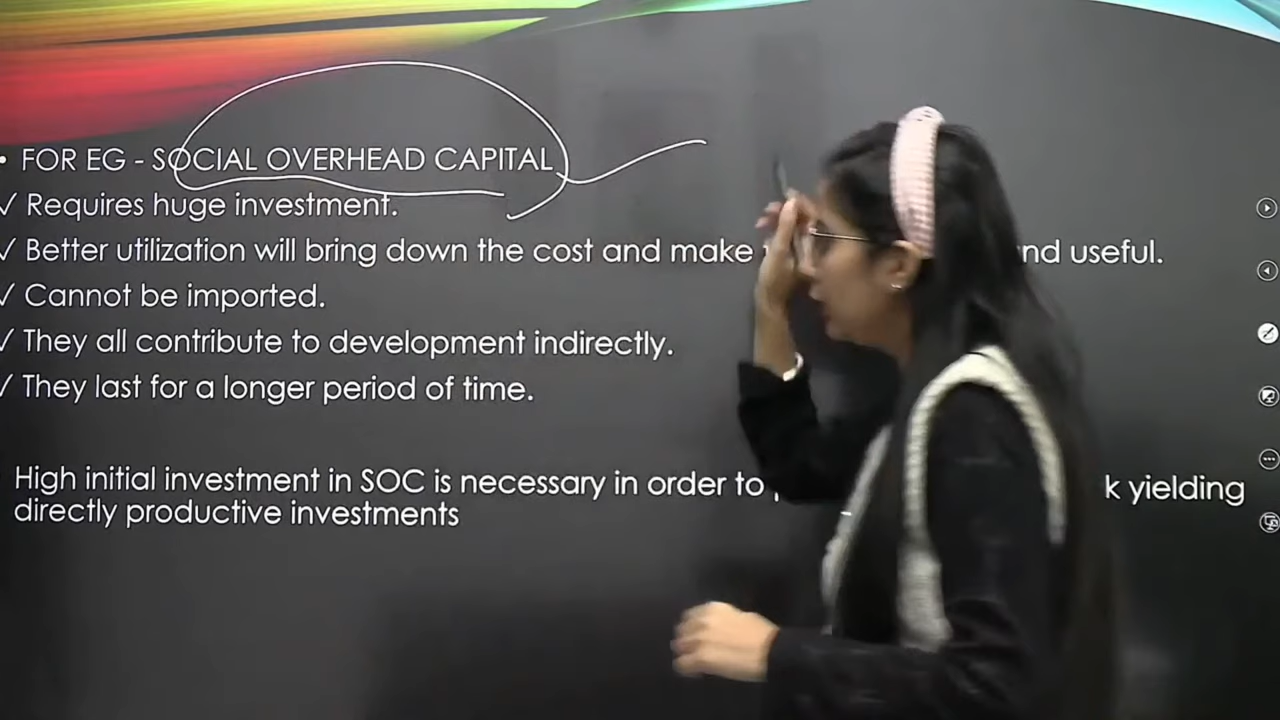 • FOR EG - SOCIAL OVERHEAD CAPITAL
✓ Requires huge investment.
✓ Better utilization will bring down the cost and make nd useful.
✓ Cannot be imported.
✓ They all contribute to development indirectly.
✓ They last for a longer period of time.
High initial investment in SOC is necessary in order to k yielding
directly productive investments